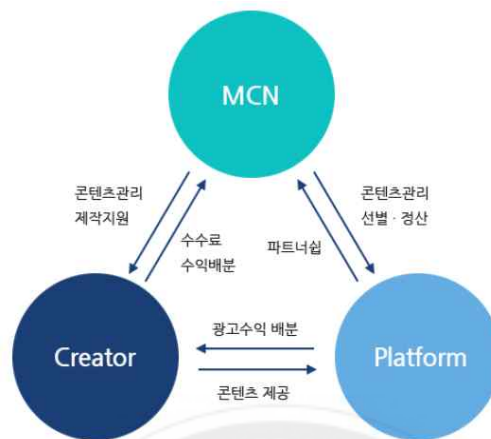 MCN
콘텐츠관리
제작지원
콘텐츠관리
선별 · 정산
수수료
수익배분
파트너쉽
Creator
광고수익 배분
콘텐츠 제공
Platform